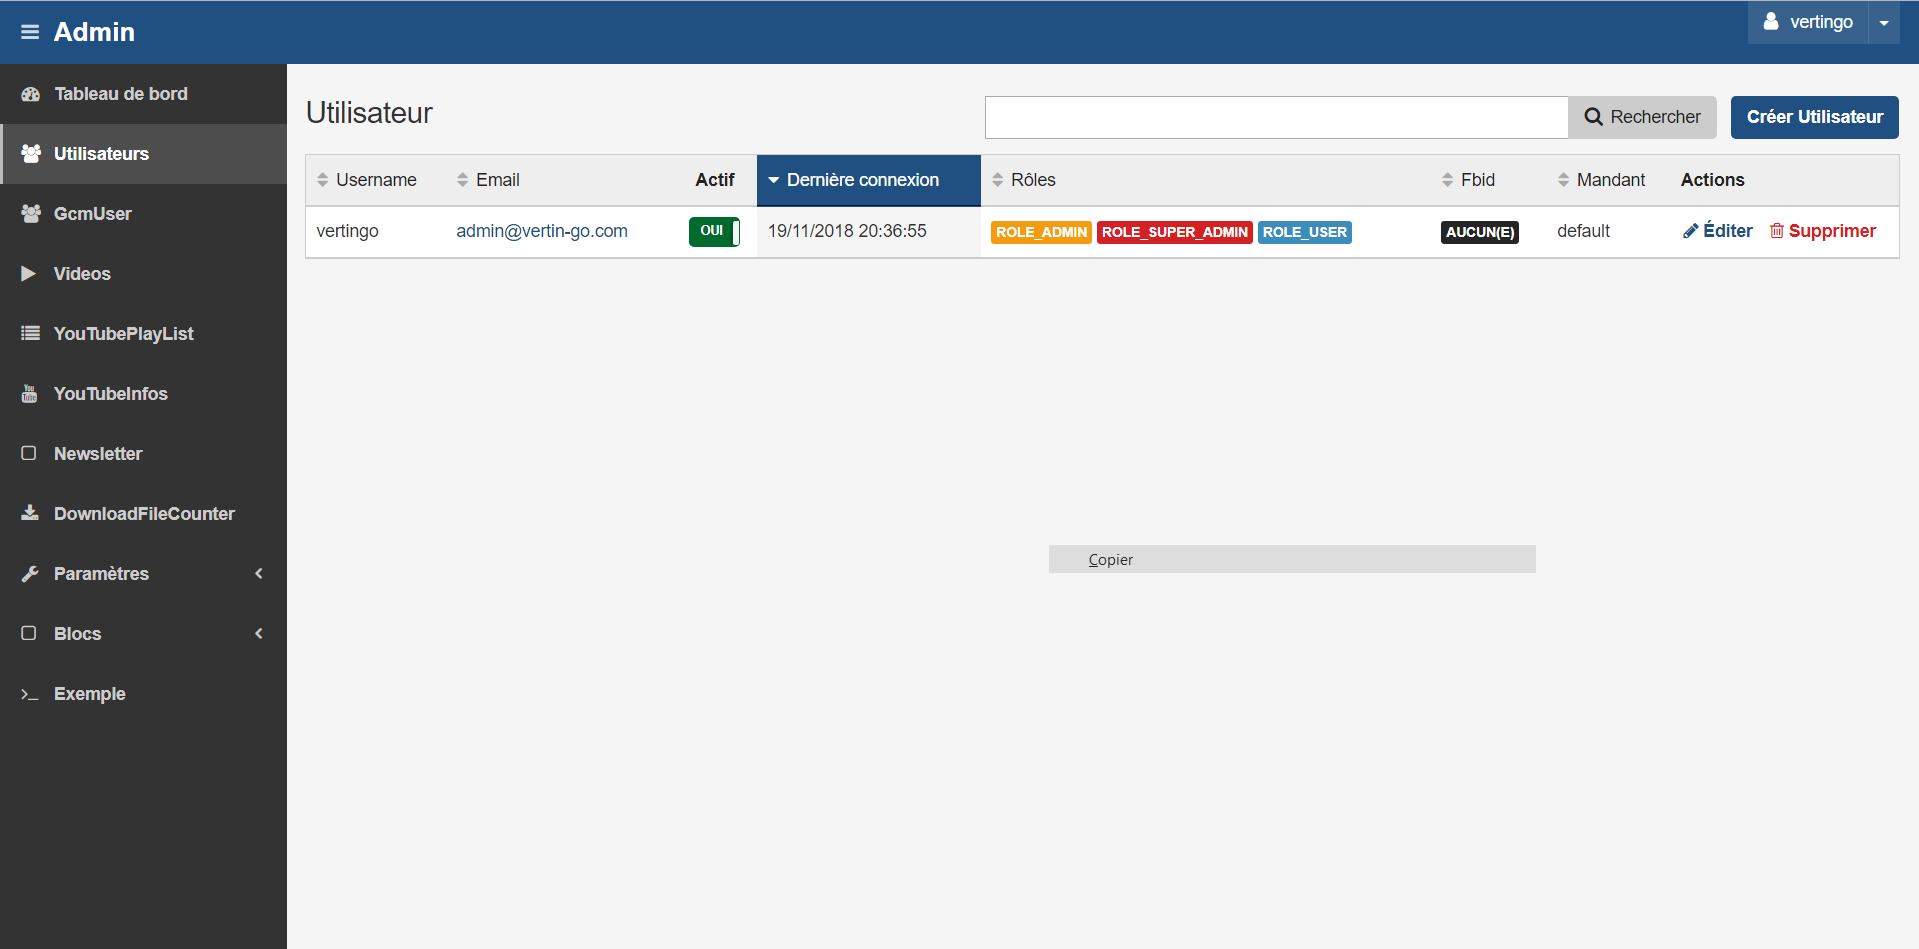 Admin
vertingo
Tableau de bord
Utilisateurs
GcmUser
Videos
YouTubePlayList
You
Tube
YouTubeInfos
Newsletter
DownloadFileCounter
Paramètres
Blocs
Exemple
Utilisateur
Rechercher
Créer Utilisateur
Username Email Actif Dernière connexion Rôles Fbid Mandant Actions
vertingo admin@vertin-go.com OUI 19/11/2018 20:36:55 ROLE_ADMIN ROLE_SUPER_ADMIN ROLE_USER AUCUN(E) default Éditer Supprimer
Copier